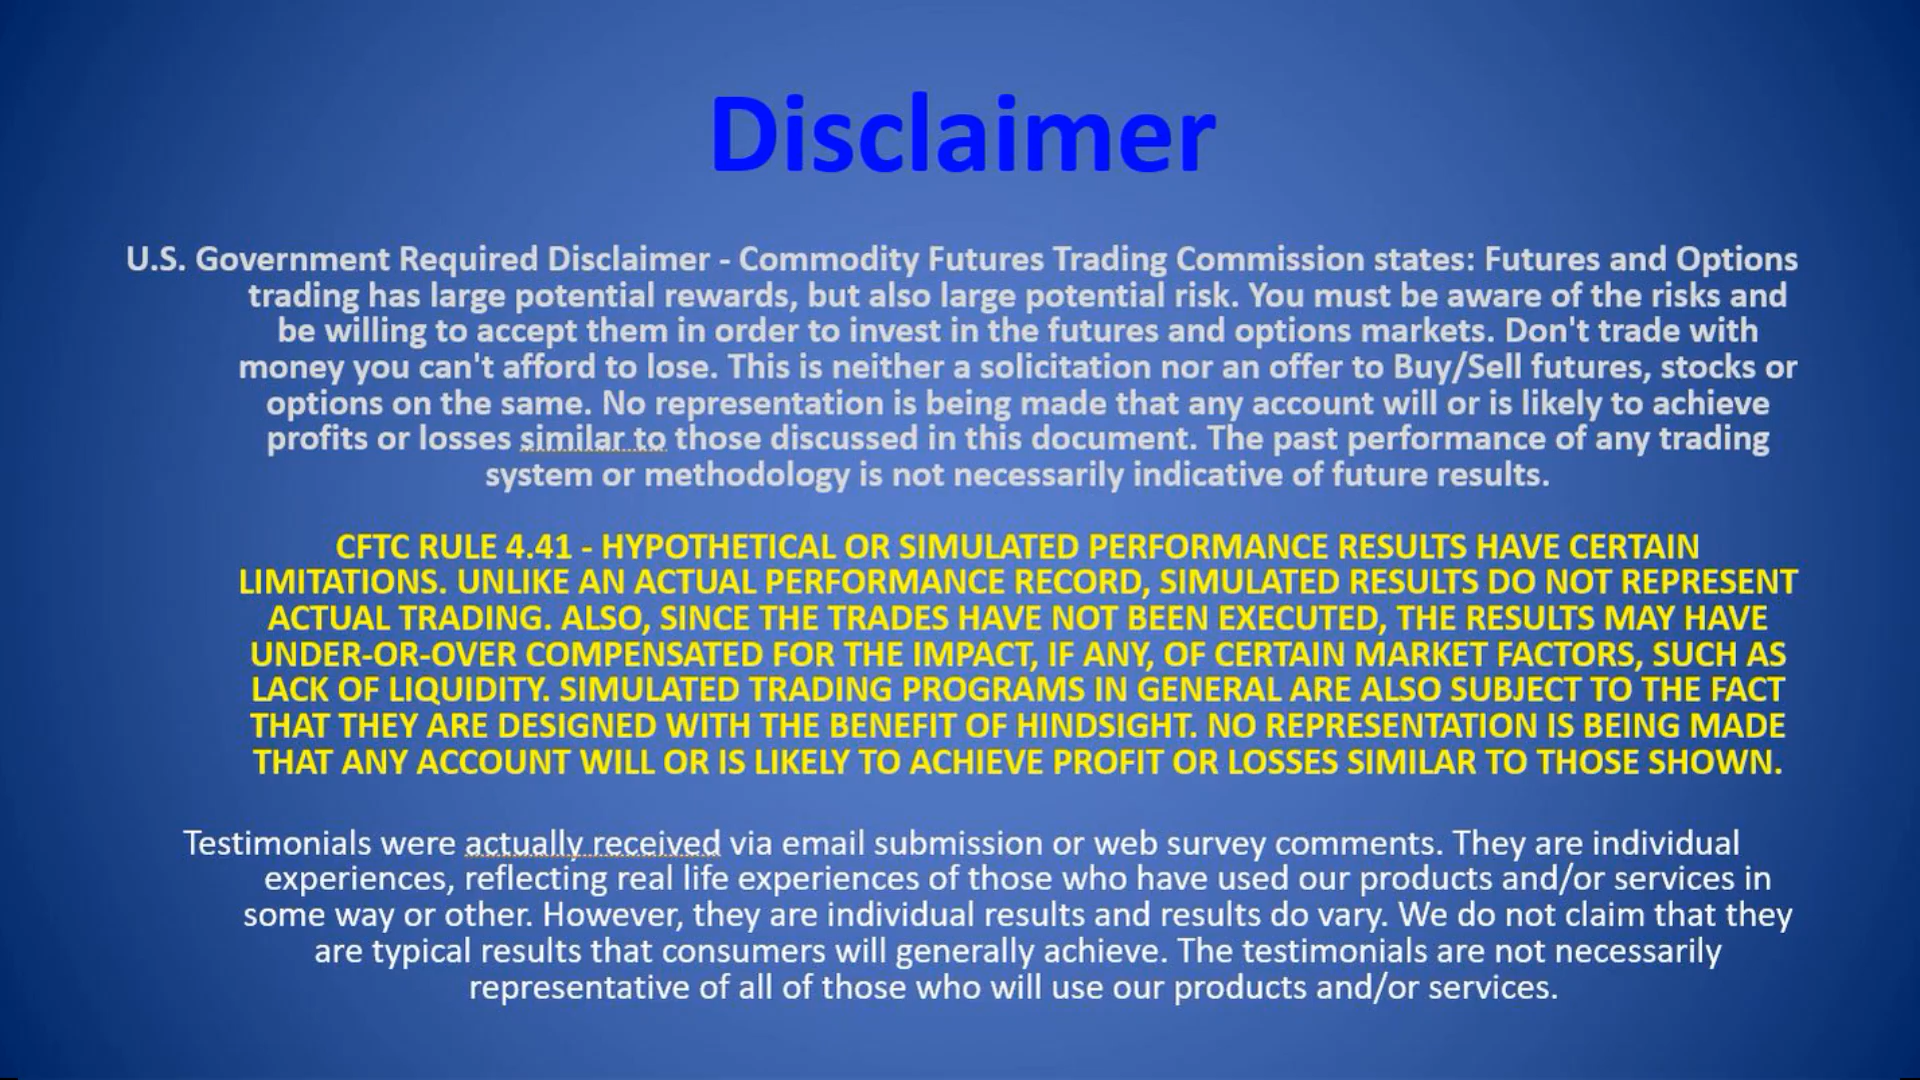 Disclaimer
U.S. Government Required Disclaimer - Commodity Futures Trading Commission states: Futures and Options
trading has large potential rewards, but also large potential risk. You must be aware of the risks and
be willing to accept them in order to invest in the futures and options markets. Don't trade with
money you can't afford to lose. This is neither a solicitation nor an offer to Buy/Sell futures, stocks or
options on the same. No representation is being made that any account will or is likely to achieve
profits or losses similar to those discussed in this document. The past performance of any trading
system or methodology is not necessarily indicative of future results.
CFTC RULE 4.41 - HYPOTHETICAL OR SIMULATED PERFORMANCE RESULTS HAVE CERTAIN
LIMITATIONS. UNLIKE AN ACTUAL PERFORMANCE RECORD, SIMULATED RESULTS DO NOT REPRESENT
ACTUAL TRADING. ALSO, SINCE THE TRADES HAVE NOT BEEN EXECUTED, THE RESULTS MAY HAVE
UNDER-OR-OVER COMPENSATED FOR THE IMPACT, IF ANY, OF CERTAIN MARKET FACTORS, SUCH AS
LACK OF LIQUIDITY. SIMULATED TRADING PROGRAMS IN GENERAL ARE ALSO SUBJECT TO THE FACT
THAT THEY ARE DESIGNED WITH THE BENEFIT OF HINDSIGHT. NO REPRESENTATION IS BEING MADE
THAT ANY ACCOUNT WILL OR IS LIKELY TO ACHIEVE PROFIT OR LOSSES SIMILAR TO THOSE SHOWN.
Testimonials were actually received via email submission or web survey comments. They are individual
experiences, reflecting real life experiences of those who have used our products and/or services in
some way or other. However, they are individual results and results do vary. We do not claim that they
are typical results that consumers will generally achieve. The testimonials are not necessarily
representative of all of those who will use our products and/or services.